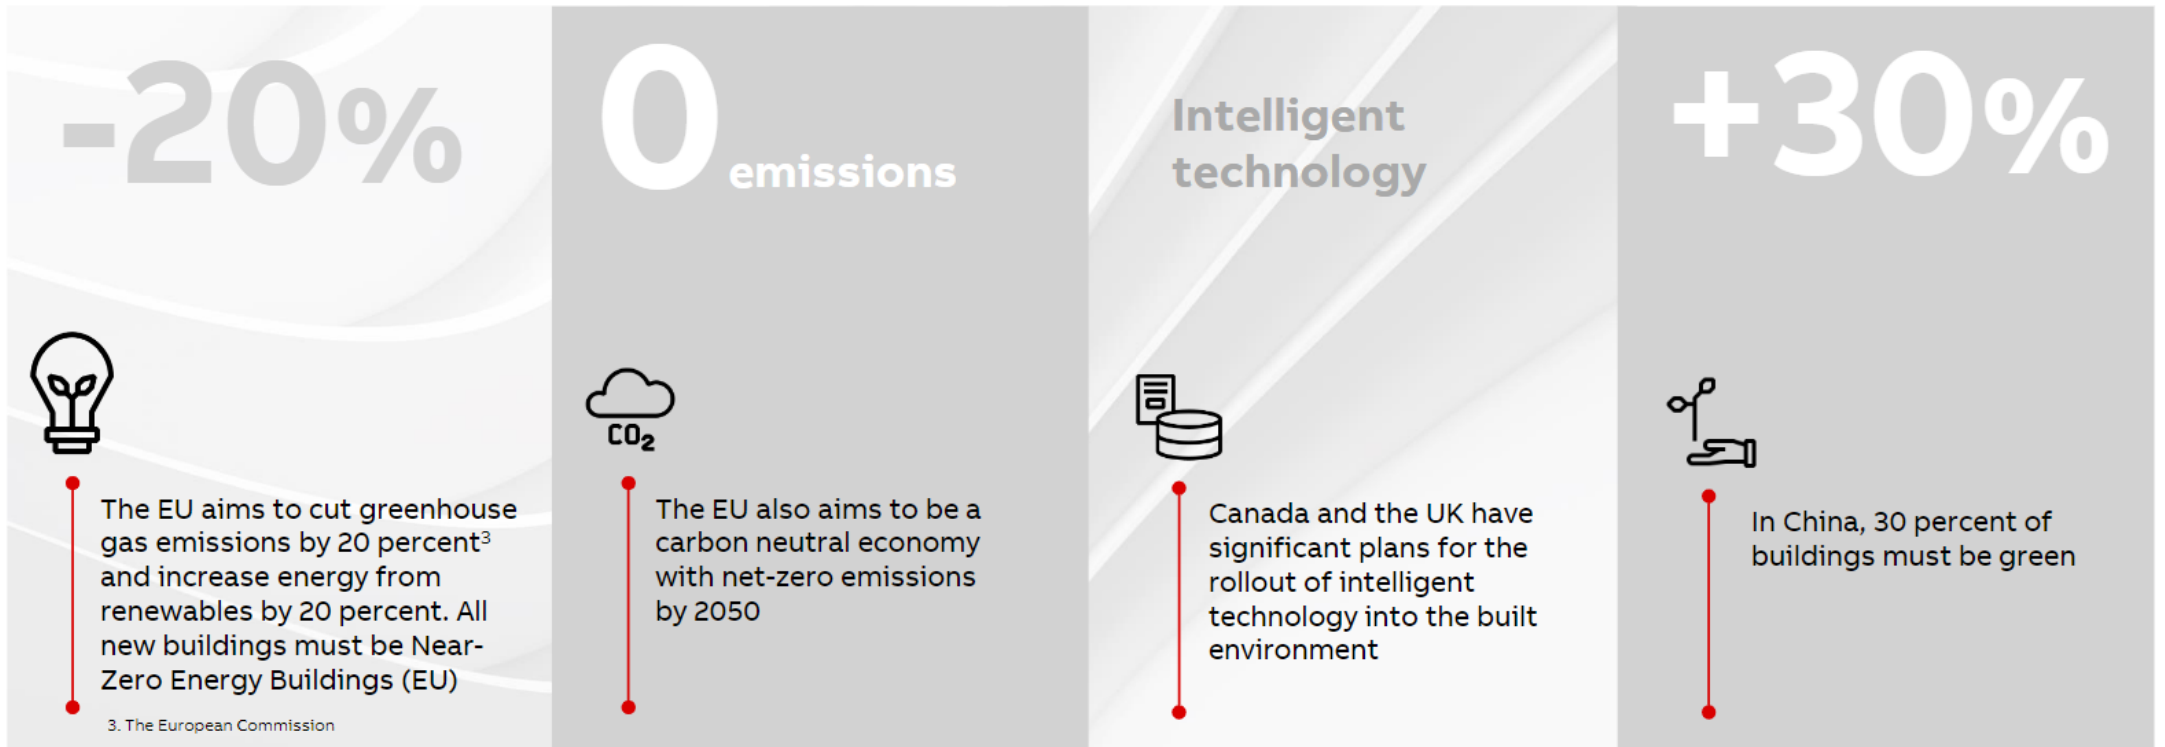 -20%
The EU aims to cut greenhouse
gas emissions by 20 percent³
and increase energy from
renewables by 20 percent. All
new buildings must be Near-
Zero Energy Buildings (EU)
3. The European Commission
0 emissions
CO₂
The EU also aims to be a
carbon neutral economy
with net-zero emissions
by 2050
Intelligent
technology
Canada and the UK have
significant plans for the
rollout of intelligent
technology into the built
environment
+30%
In China, 30 percent of
buildings must be green